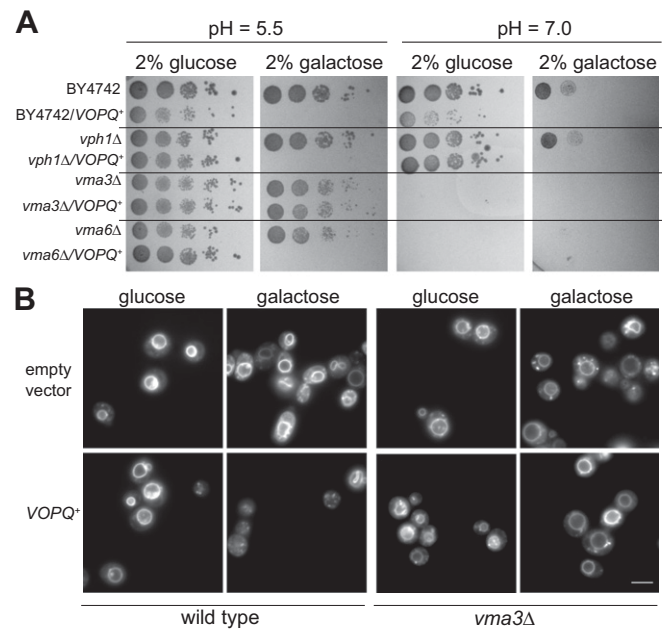 A
pH = 5.5 pH = 7.0
2% glucose 2% galactose 2% glucose 2% galactose
BY4742
BY4742/VOPQ⁺
vph1Δ
vph1Δ/VOPQ⁺
vma3Δ
vma3Δ/VOPQ⁺
vma6Δ
vma6Δ/VOPQ⁺
B
glucose galactose glucose galactose
empty
vector
VOPQ⁺
wild type vma3Δ